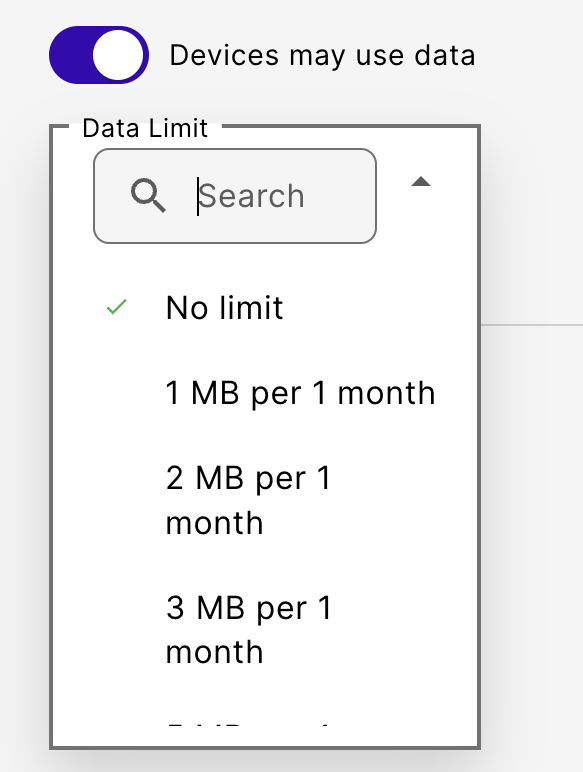 Devices may use data
Data Limit
Search
No limit
1 MB per 1 month
2 MB per 1
month
3 MB per 1
month